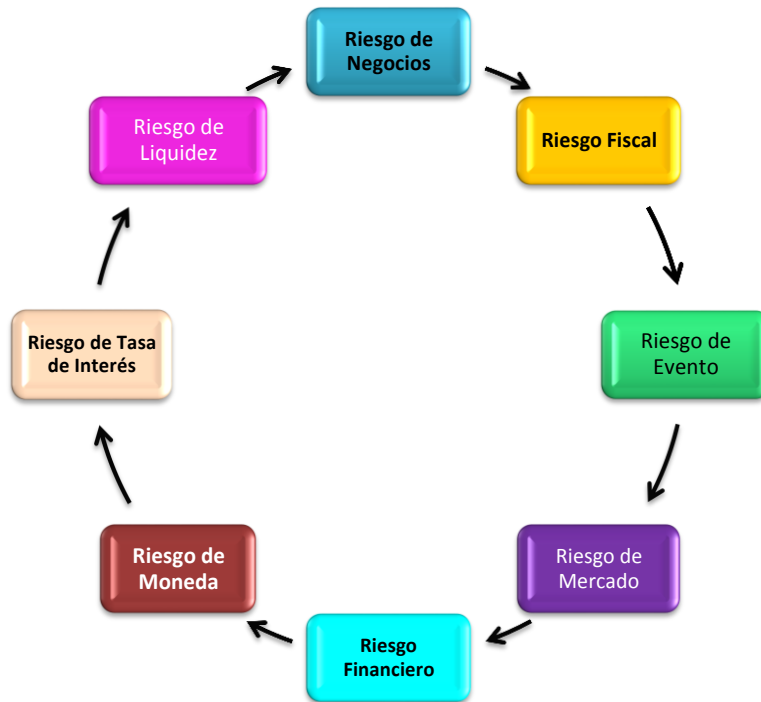 Riesgo de
Negocios
Riesgo Fiscal
Riesgo de
Evento
Riesgo de
Mercado
Riesgo
Financiero
Riesgo de
Moneda
Riesgo de Tasa
de Interés
Riesgo de
Liquidez